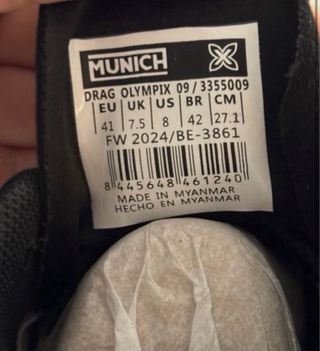 MUNICH
DRAG OLYMPIX 09 / 3355009
EU UK US BR CM
41 7.5 8 42 27.1
FW 2024/BE-3861
8 445648 461240
MADE IN MYANMAR
HECHO EN MYANMAR